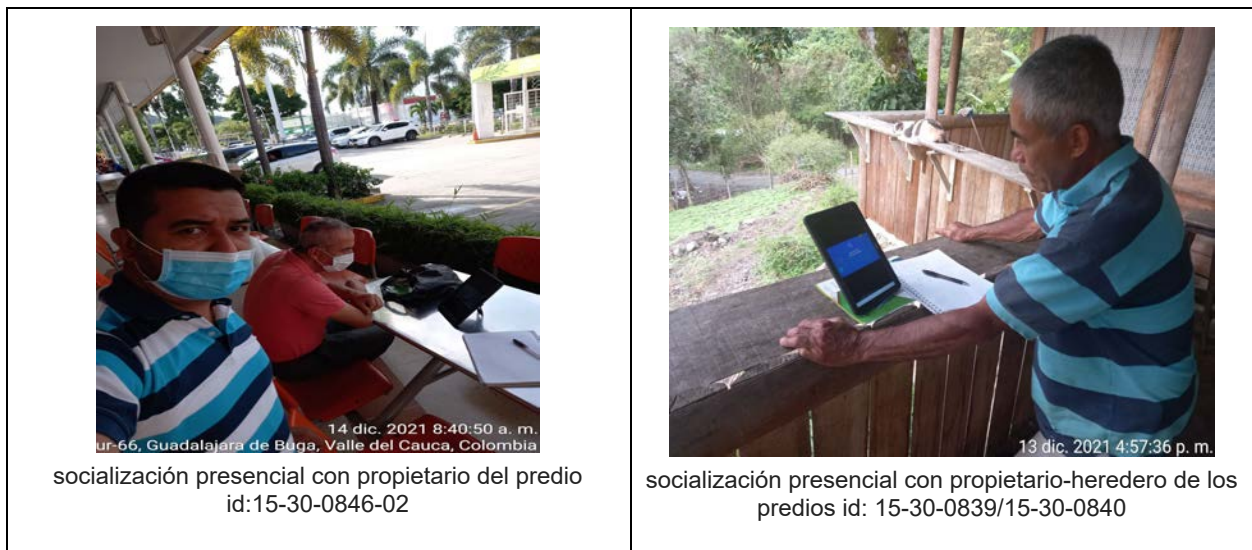 14 dic. 2021 8:40:50 a. m.
ur-66, Guadalajara de Buga, Valle del Cauca, Colombia
socialización presencial con propietario del predio
id:15-30-0846-02
13 dic. 2021 4:57:36 p. m.
socialización presencial con propietario-heredero de los
predios id: 15-30-0839/15-30-0840